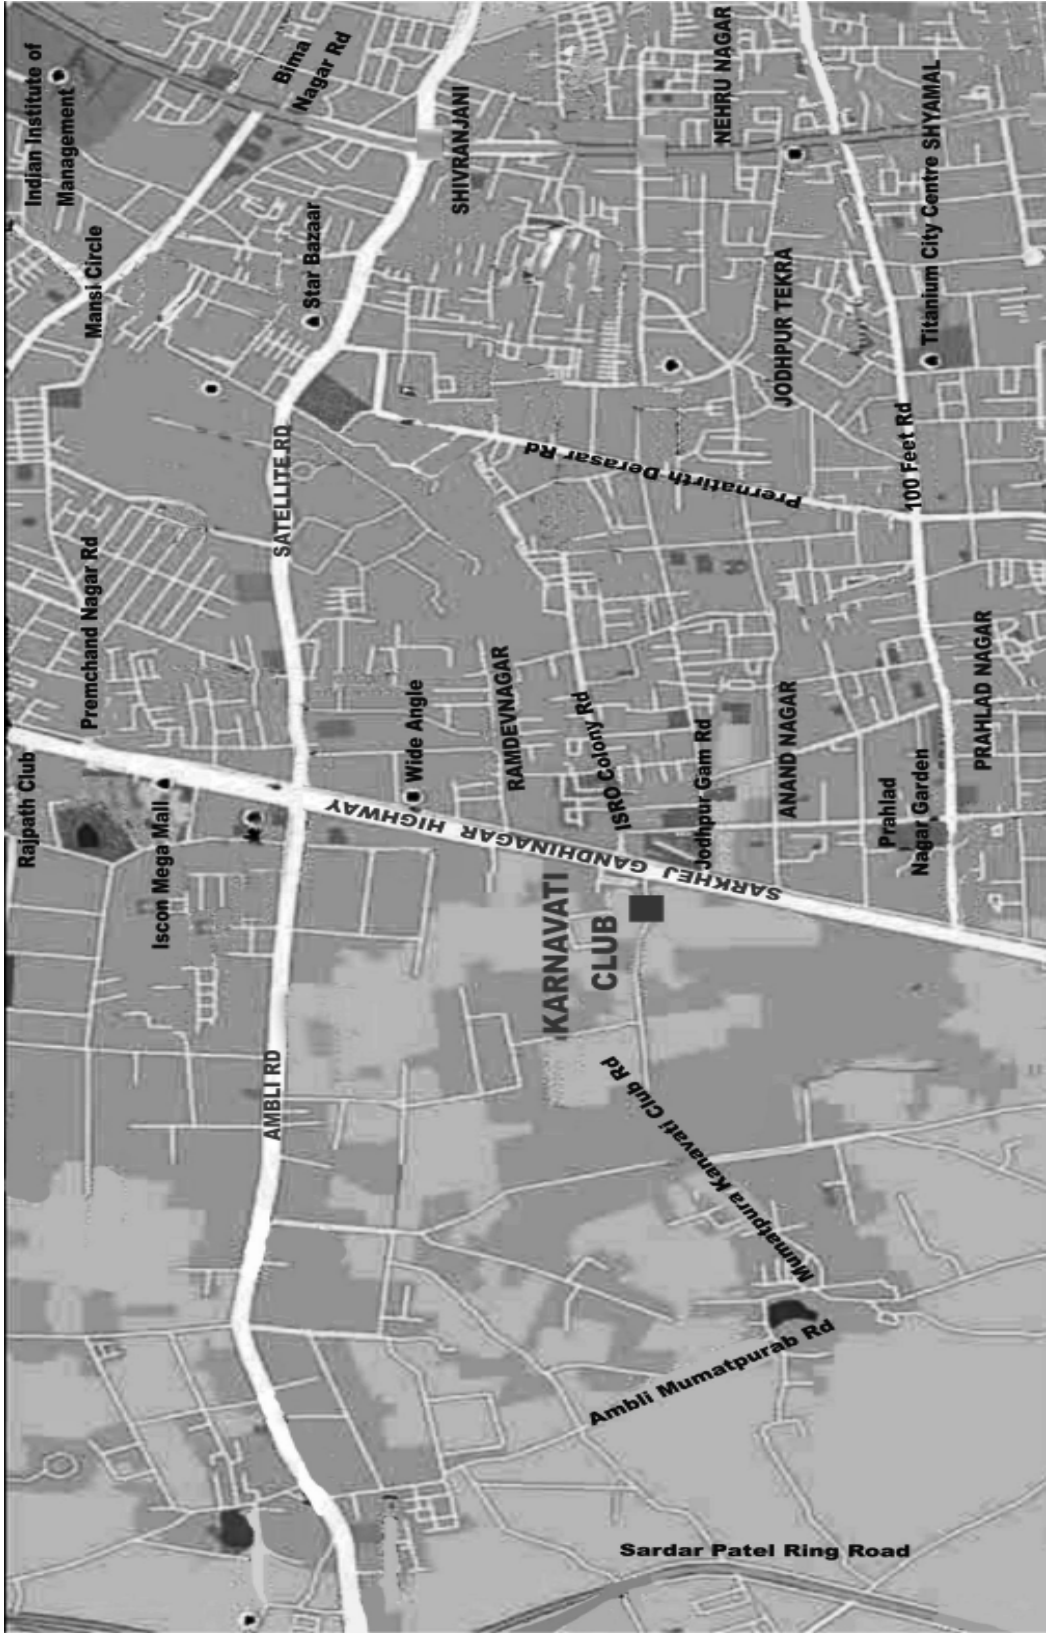 Indian Institute of
Management
Bima
Nagar Rd
NEHRU NAGAR
SHIVRANJANI
Titanium City Centre SHYAMAL
Mansi Circle
Star Bazaar
JODHPUR TEKRA
SATELLITE RD
Prernatirth Derasar Rd
100 Feet Rd
Premchand Nagar Rd
Wide Angle
RAMDEVNAGAR
ISRO Colony Rd
Jodhpur Gam Rd
ANAND NAGAR
PRAHLAD NAGAR
Prahlad
Nagar Garden
Rajpath Club
Iscon Mega Mall
SARKHEJ GANDHINAGAR HIGHWAY
KARNAVATI
CLUB
AMBLI RD
Mumatpura Kanavati Club Rd
Ambli Mumatpurab Rd
Sardar Patel Ring Road